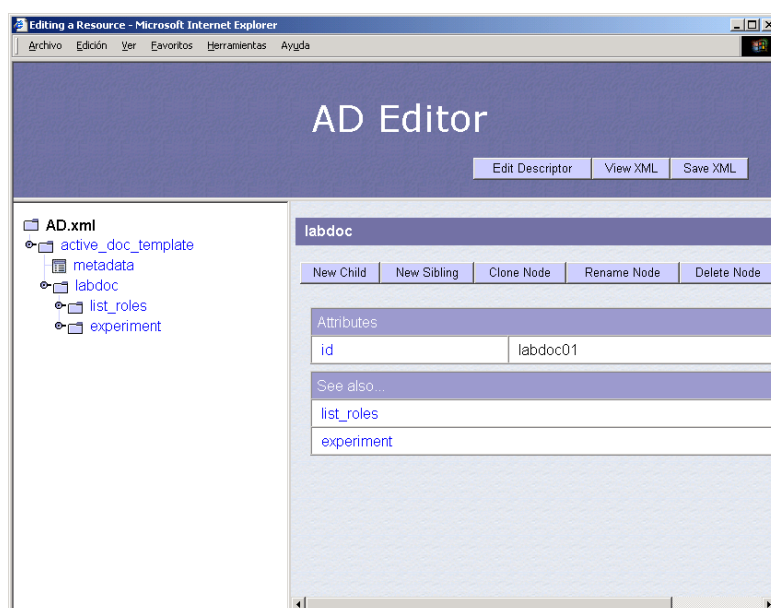 Editing a Resource - Microsoft Internet Explorer
Archivo Edición Ver Favoritos Herramientas Ayuda
AD Editor
Edit Descriptor View XML Save XML
AD.xml
active_doc_template
metadata
labdoc
list_roles
experiment
labdoc
New Child New Sibling Clone Node Rename Node Delete Node
Attributes
id labdoc01
See also...
list_roles
experiment